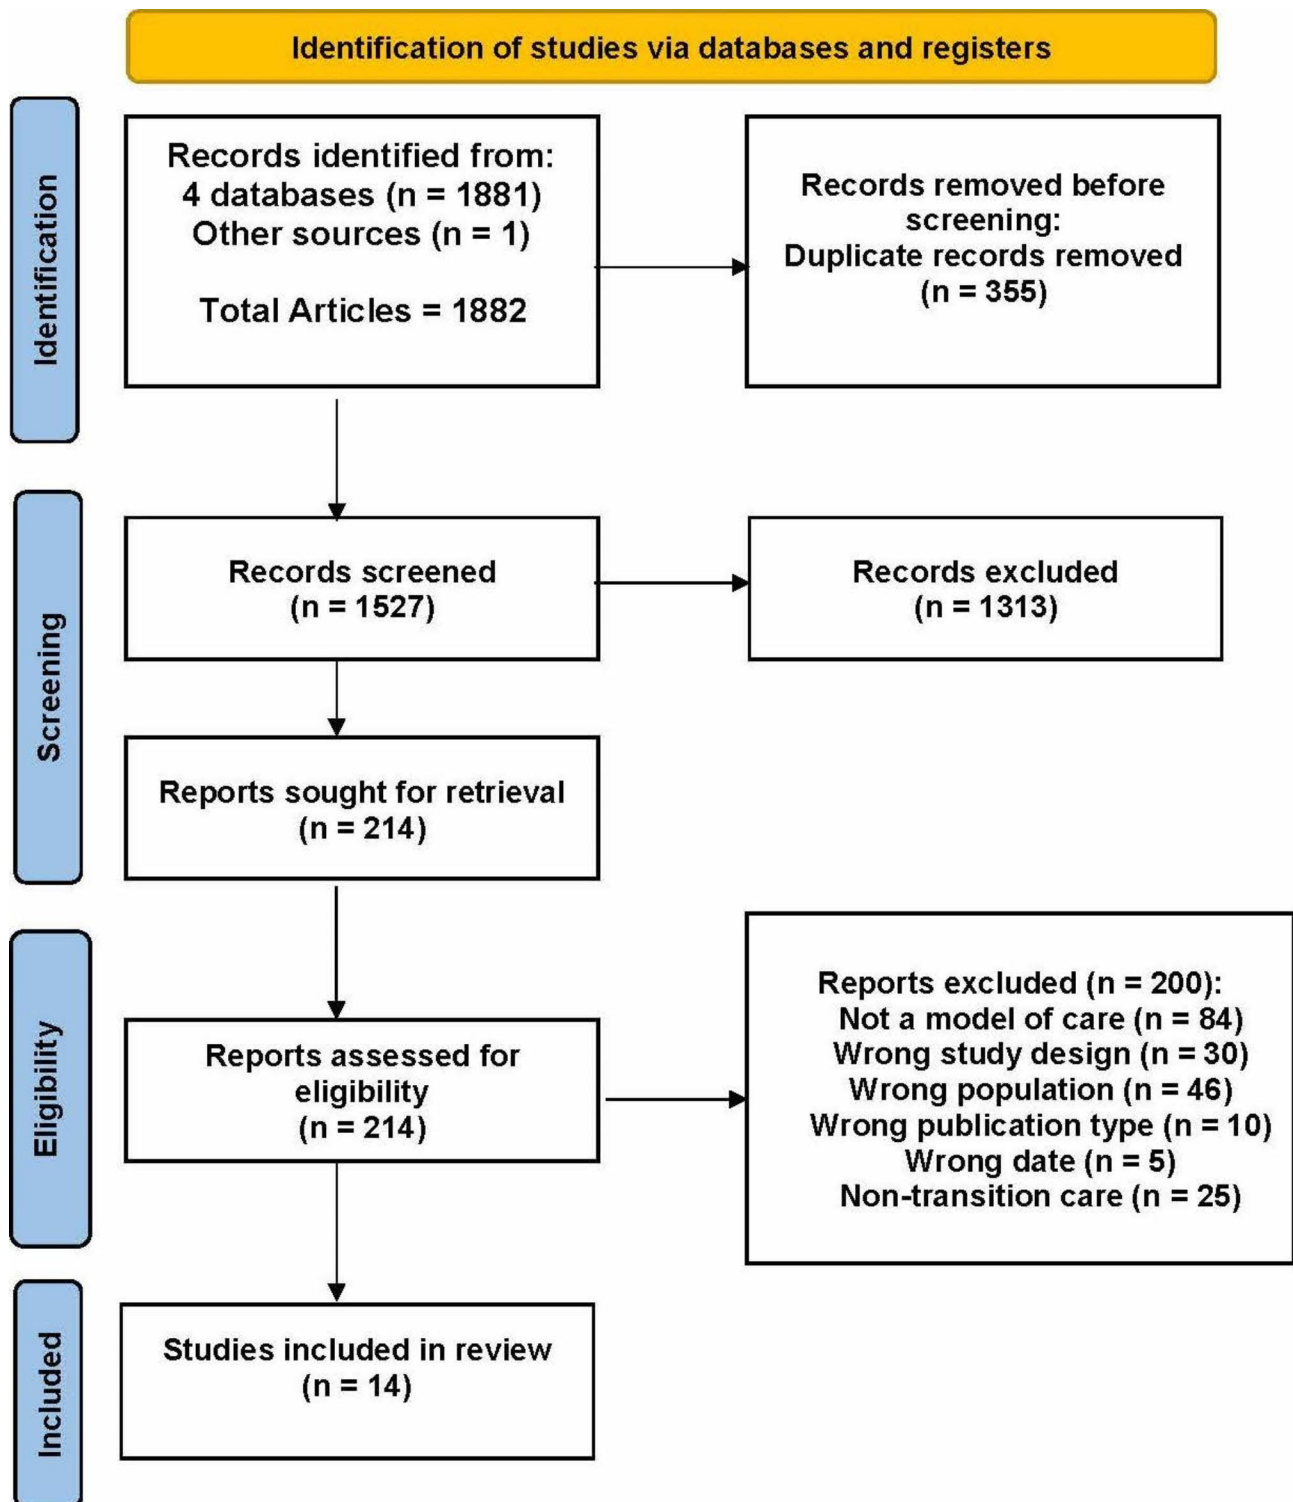 Identification of studies via databases and registers
Identification
Records identified from:
4 databases (n = 1881)
Other sources (n = 1)
Total Articles = 1882
Records removed before
screening:
Duplicate records removed
(n = 355)
Screening
Records screened
(n = 1527)
Records excluded
(n = 1313)
Reports sought for retrieval
(n = 214)
Eligibility
Reports assessed for
eligibility
(n = 214)
Reports excluded (n = 200):
Not a model of care (n = 84)
Wrong study design (n = 30)
Wrong population (n = 46)
Wrong publication type (n = 10)
Wrong date (n = 5)
Non-transition care (n = 25)
Included
Studies included in review
(n = 14)